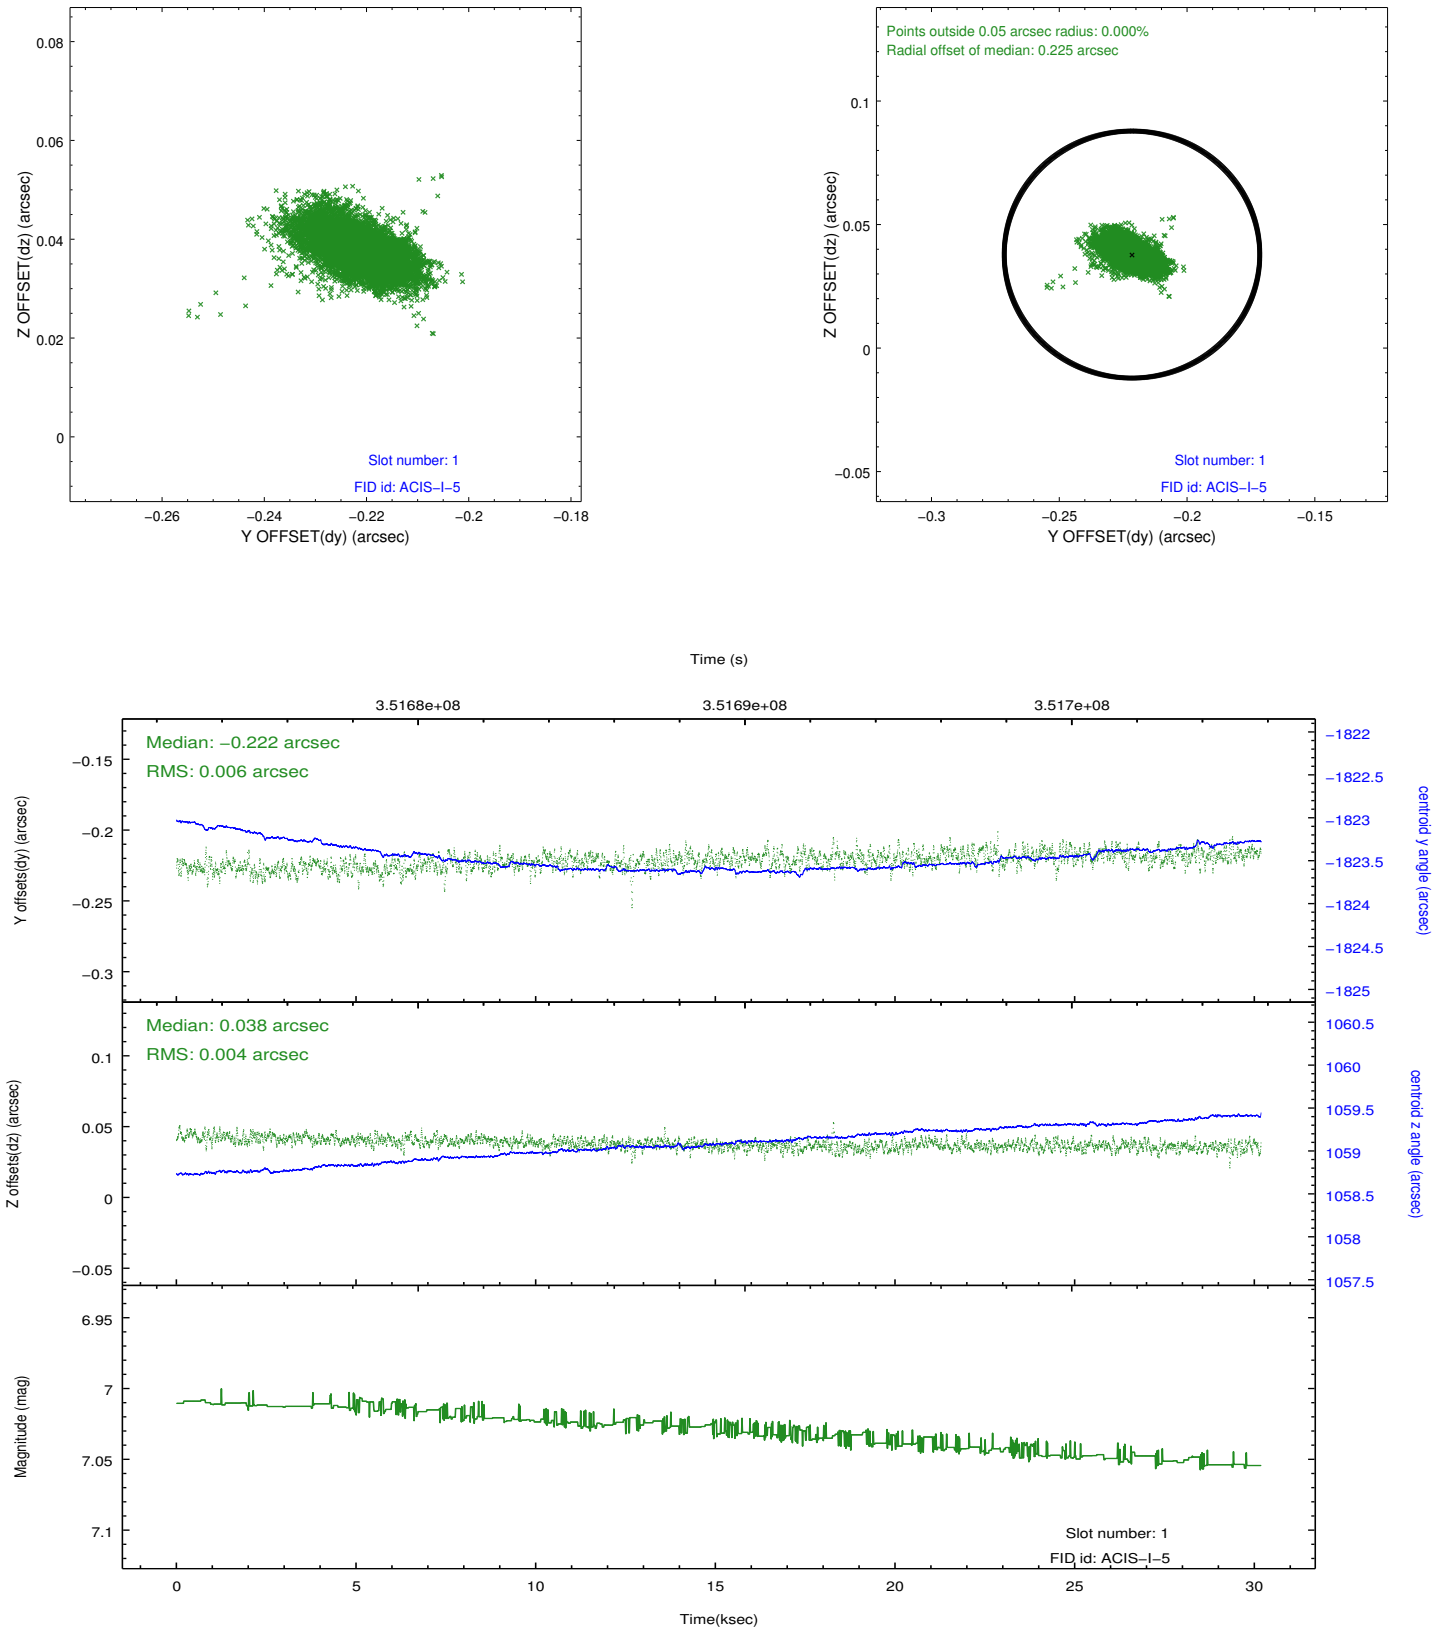 0.08
0.06
0.04
0.02
0
Z OFFSET(dz) (arcsec)
Slot number: 1
FID id: ACIS−I−5
−0.26
−0.24
−0.22
−0.2
−0.18
Y OFFSET(dy) (arcsec)
Points outside 0.05 arcsec radius: 0.000%
Radial offset of median: 0.225 arcsec
0.1
0.05
0
−0.05
Z OFFSET(dz) (arcsec)
Slot number: 1
FID id: ACIS−I−5
−0.3
−0.25
−0.2
−0.15
Y OFFSET(dy) (arcsec)
Time (s)
3.5168e+08
3.5169e+08
3.517e+08
Median: −0.222 arcsec
RMS: 0.006 arcsec
−0.15
−0.2
−0.25
−0.3
Y offsets(dy) (arcsec)
−1822
−1822.5
−1823
−1823.5
−1824
−1824.5
−1825
centroid y angle (arcsec)
Median: 0.038 arcsec
RMS: 0.004 arcsec
0.1
0.05
0
−0.05
Z offsets(dz) (arcsec)
1060.5
1060
1059.5
1059
1058.5
1058
1057.5
centroid z angle (arcsec)
6.95
7
7.05
7.1
Magnitude (mag)
Slot number: 1
FID id: ACIS−I−5
0
5
10
15
20
25
30
Time(ksec)